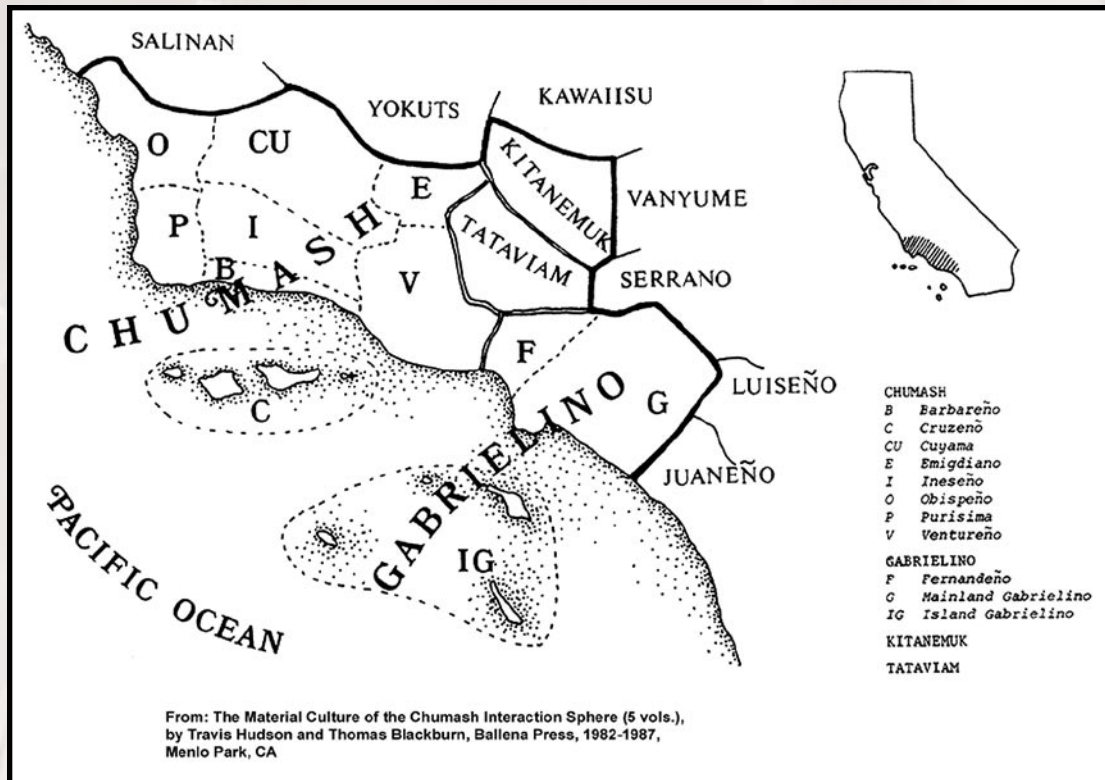 SALINAN
YOKUTS
KAWAIISU
O
CU
E
KITANEMUK
VANYUME
P
I
B
V
TATAVIAM
SERRANO
CHUMASH
C
F
G
LUISEÑO
JUANEÑO
GABRIELINO
IG
PACIFIC OCEAN
CHUMASH
B Barbareño
C Cruzeño
CU Cuyama
E Emigdiano
I Ineseño
O Obispeño
P Purisima
V Ventureño
GABRIELINO
F Fernandeño
G Mainland Gabrielino
IG Island Gabrielino
KITANEMUK
TATAVIAM
From: The Material Culture of the Chumash Interaction Sphere (5 vols.),
by Travis Hudson and Thomas Blackburn, Ballena Press, 1982-1987,
Menlo Park, CA